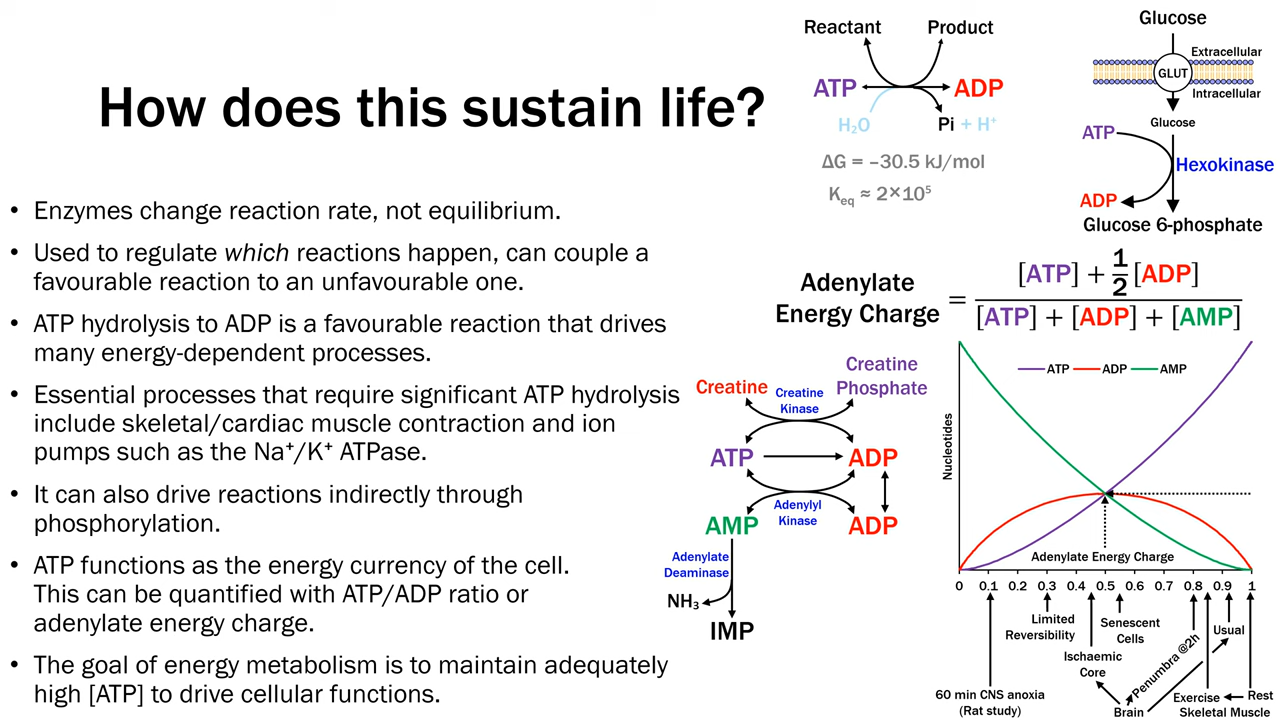 How does this sustain life?
• Enzymes change reaction rate, not equilibrium.
• Used to regulate which reactions happen, can couple a
favourable reaction to an unfavourable one.
• ATP hydrolysis to ADP is a favourable reaction that drives
many energy-dependent processes.
• Essential processes that require significant ATP hydrolysis
include skeletal/cardiac muscle contraction and ion
pumps such as the Na⁺/K⁺ ATPase.
• It can also drive reactions indirectly through
phosphorylation.
• ATP functions as the energy currency of the cell.
This can be quantified with ATP/ADP ratio or
adenylate energy charge.
• The goal of energy metabolism is to maintain adequately
high [ATP] to drive cellular functions.
Reactant Product
ATP ADP
H₂O Pi + H⁺
ΔG = –30.5 kJ/mol
Keq ≈ 2×10⁵
Glucose
Extracellular
GLUT
Intracellular
Glucose
ATP
Hexokinase
ADP
Glucose 6-phosphate
Adenylate
Energy Charge
=
[ATP] + 1/2 [ADP]
[ATP] + [ADP] + [AMP]
Creatine
Creatine
Phosphate
Creatine
Kinase
ATP ADP
Adenylyl
Kinase
AMP ADP
Adenylate
Deaminase
NH₃
IMP
ATP ADP AMP
Nucleotides
Adenylate Energy Charge
0 0.1 0.2 0.3 0.4 0.5 0.6 0.7 0.8 0.9 1
Limited
Reversibility
Senescent
Cells
Usual
Ischaemic
Core
Penumbra @2h
60 min CNS anoxia
(Rat study)
Brain
Exercise Rest
Skeletal Muscle